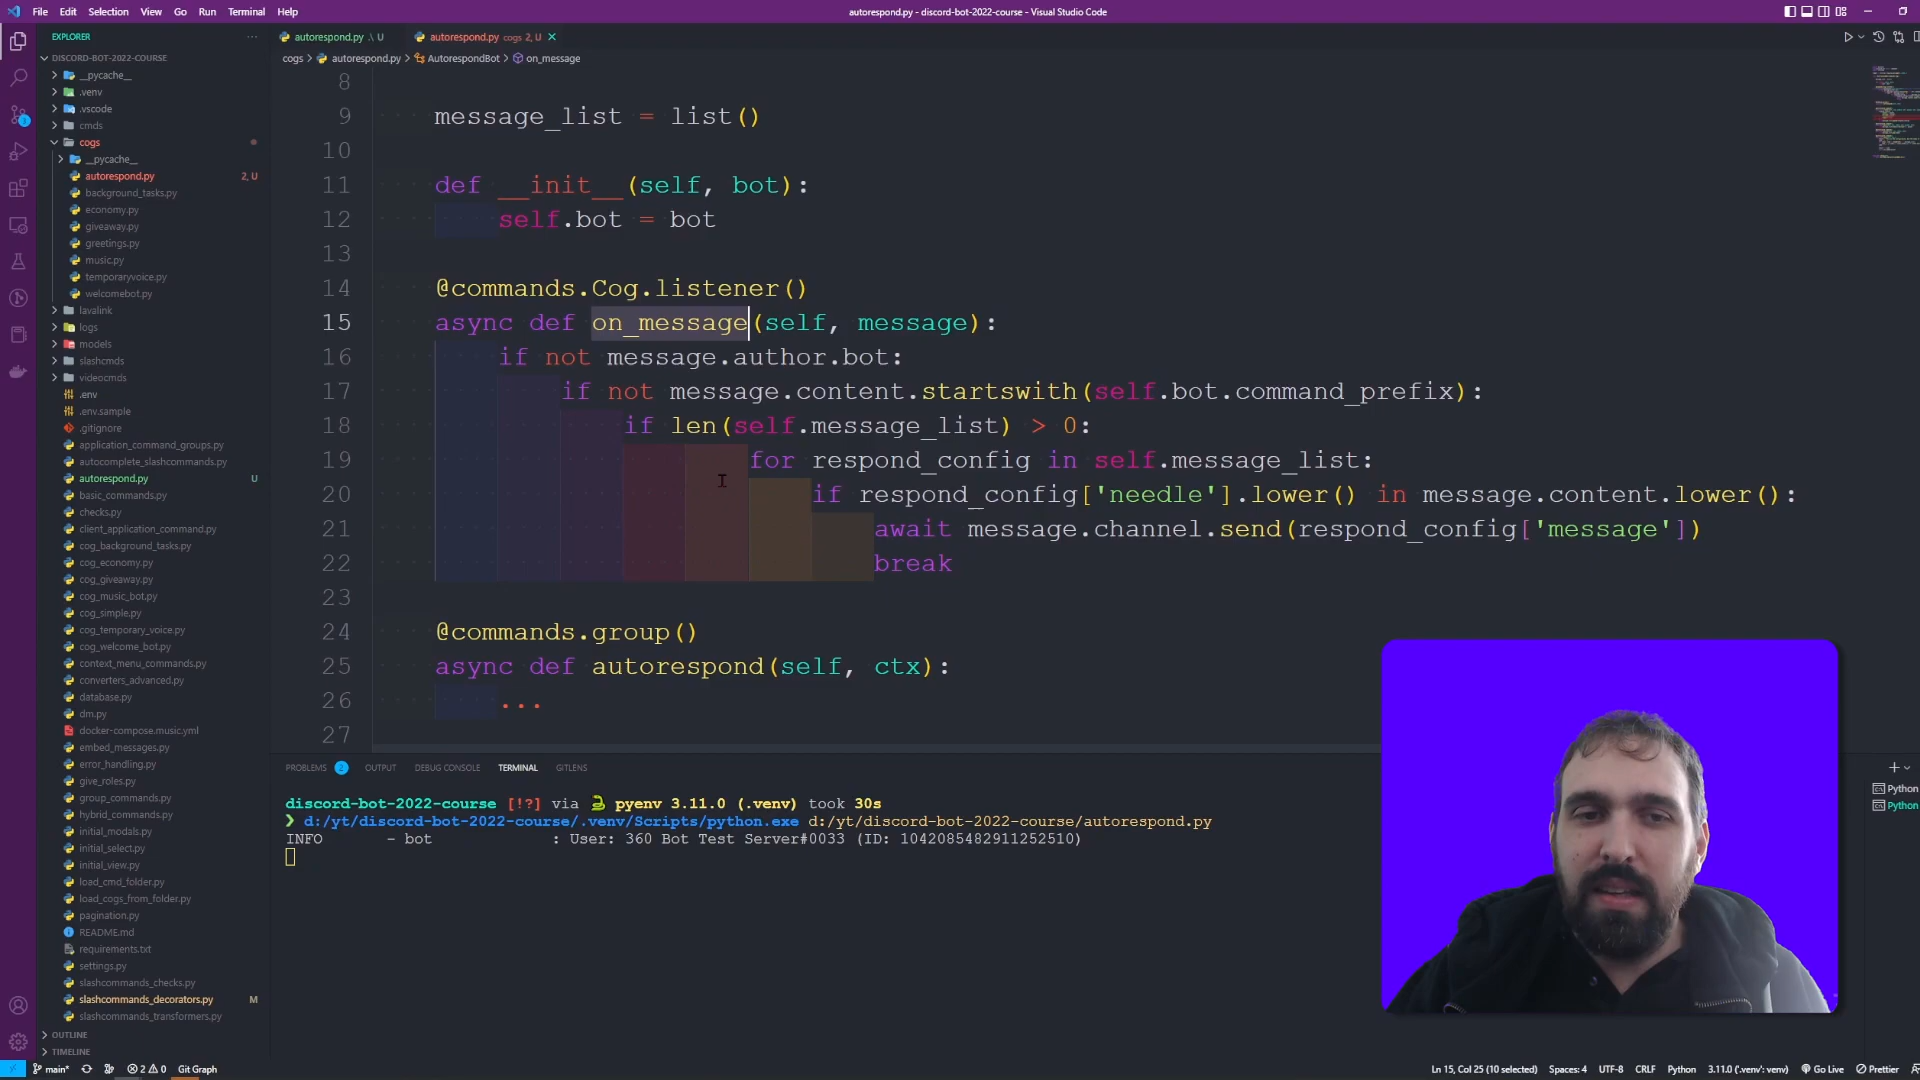 File Edit Selection View Go Run Terminal Help
autorespond.py - discord-bot-2022-course - Visual Studio Code
EXPLORER
DISCORD-BOT-2022-COURSE
__pycache__
.venv
.vscode
cmds
cogs
__pycache__
autorespond.py 2, U
background_tasks.py
economy.py
giveaway.py
greetings.py
music.py
temporaryvoice.py
welcomebot.py
lavalink
logs
models
slashcmds
videocmds
.env
.env.sample
.gitignore
application_command_groups.py
autocomplete_slashcommands.py
autorespond.py U
basic_commands.py
checks.py
client_application_command.py
cog_background_tasks.py
cog_economy.py
cog_giveaway.py
cog_music_bot.py
cog_simple.py
cog_temporary_voice.py
cog_welcome_bot.py
context_menu_commands.py
converters_advanced.py
database.py
dm.py
docker-compose.music.yml
embed_messages.py
error_handling.py
give_roles.py
group_commands.py
hybrid_commands.py
initial_modals.py
initial_select.py
initial_view.py
load_cmd_folder.py
load_cogs_from_folder.py
pagination.py
README.md
requirements.txt
settings.py
slashcommands_checks.py
slashcommands_decorators.py M
slashcommands_transformers.py
OUTLINE
TIMELINE
autorespond.py .\ U
autorespond.py cogs 2, U
cogs > autorespond.py > AutorespondBot > on_message
8
9 message_list = list()
10
11 def __init__(self, bot):
12 self.bot = bot
13
14 @commands.Cog.listener()
15 async def on_message(self, message):
16 if not message.author.bot:
17 if not message.content.startswith(self.bot.command_prefix):
18 if len(self.message_list) > 0:
19 for respond_config in self.message_list:
20 if respond_config['needle'].lower() in message.content.lower():
21 await message.channel.send(respond_config['message'])
22 break
23
24 @commands.group()
25 async def autorespond(self, ctx):
26 ...
27
PROBLEMS 2 OUTPUT DEBUG CONSOLE TERMINAL GITLENS
discord-bot-2022-course [!?] via pyenv 3.11.0 (.venv) took 30s
❯ d:/yt/discord-bot-2022-course/.venv/Scripts/python.exe d:/yt/discord-bot-2022-course/autorespond.py
INFO - bot : User: 360 Bot Test Server#0033 (ID: 1042085482911252510)
Python
Python
main* 2 0 Git Graph
Ln 15, Col 25 (10 selected) Spaces: 4 UTF-8 CRLF Python 3.11.0 ('.venv': venv) Go Live Prettier